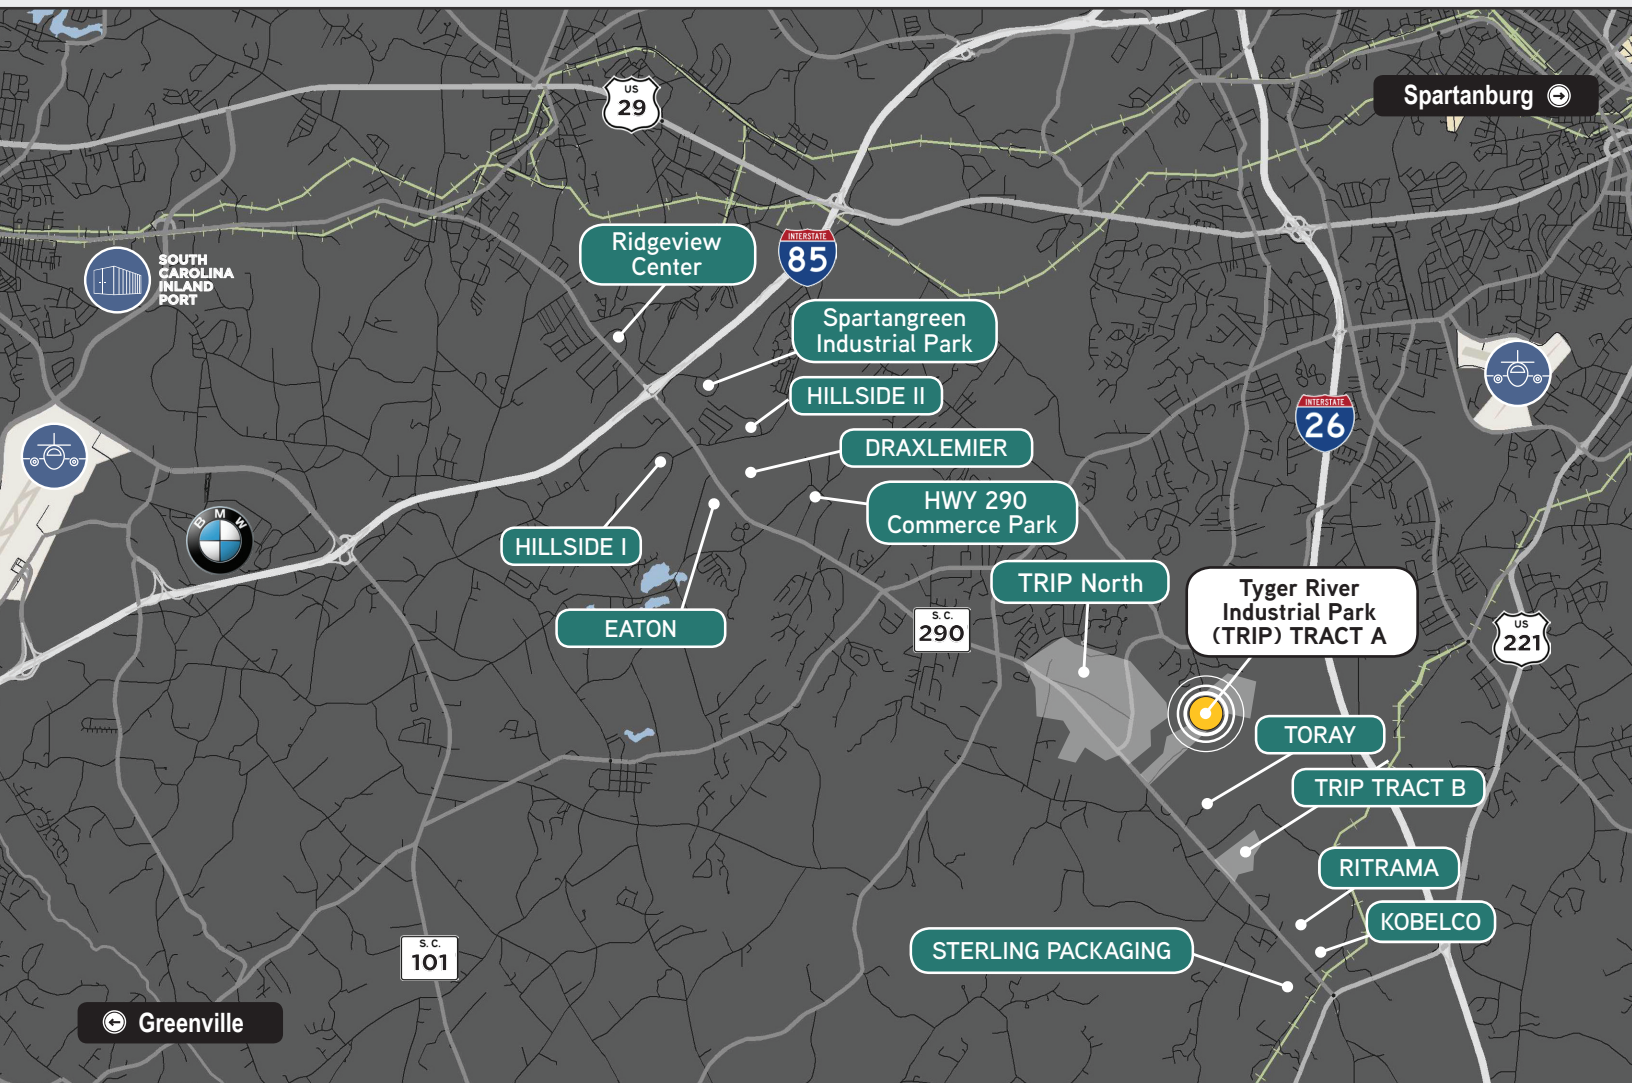 US
29
Spartanburg
Ridgeview
Center
INTERSTATE
85
SOUTH
CAROLINA
INLAND
PORT
Spartangreen
Industrial Park
HILLSIDE II
INTERSTATE
26
DRAXLEMIER
HWY 290
Commerce Park
BMW
HILLSIDE I
TRIP North
Tyger River
Industrial Park
(TRIP) TRACT A
EATON
S.C.
290
US
221
TORAY
TRIP TRACT B
RITRAMA
KOBELCO
STERLING PACKAGING
S.C.
101
Greenville